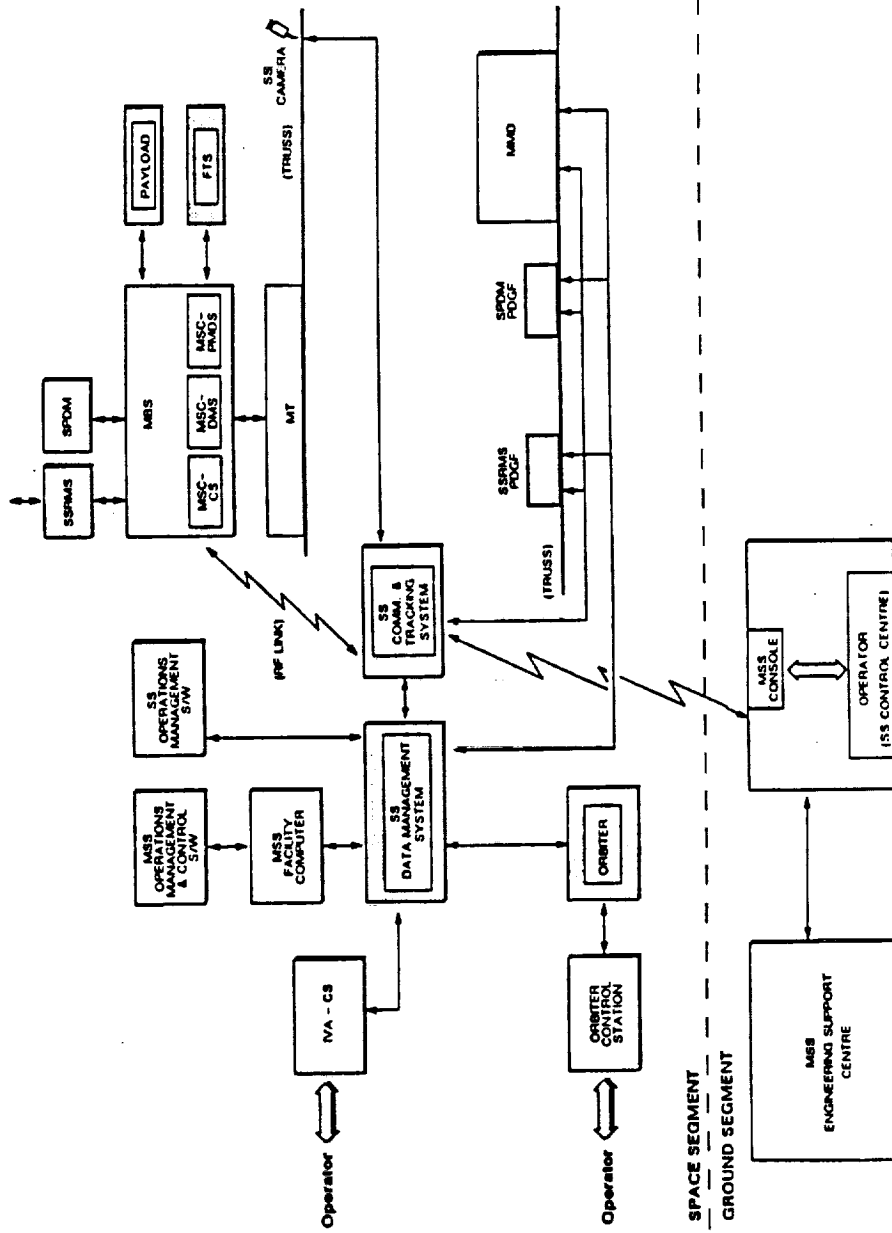 SSRMS
SPDM
MBS
MSC-
CS
MSC-
DMS
MSC-
PMDS
PAYLOAD
FTS
MT
(TRUSS)
SS
CAMERA
(RF LINK)
MSS
OPERATIONS
MANAGEMENT
& CONTROL
S/W
SS
OPERATIONS
MANAGEMENT
S/W
MSS
FACILITY
COMPUTER
IVA - CS
Operator
SS
DATA MANAGEMENT
SYSTEM
SS
COMM. &
TRACKING
SYSTEM
(TRUSS)
SSRMS
PDGF
SPDM
PDGF
MMD
ORBITER
ORBITER
CONTROL
STATION
Operator
SPACE SEGMENT
GROUND SEGMENT
MSS
ENGINEERING SUPPORT
CENTRE
MSS
CONSOLE
OPERATOR
(SS CONTROL CENTRE)